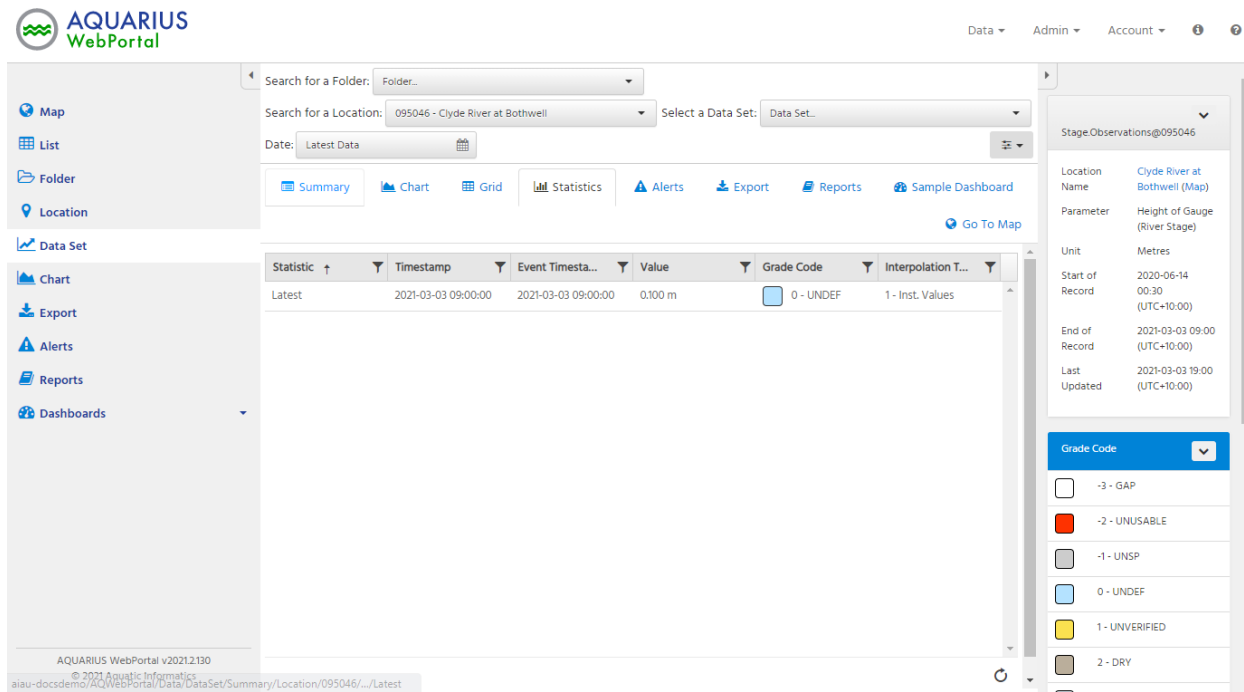 AQUARIUS
WebPortal
Data
Admin
Account
Map
List
Folder
Location
Data Set
Chart
Export
Alerts
Reports
Dashboards
AQUARIUS WebPortal v2021.2.130
© 2021 Aquatic Informatics
aiau-docsdemo/AQWebPortal/Data/DataSet/Summary/Location/095046/.../Latest
Search for a Folder: Folder...
Search for a Location: 095046 - Clyde River at Bothwell Select a Data Set: Data Set...
Date: Latest Data
Summary Chart Grid Statistics Alerts Export Reports Sample Dashboard
Go To Map
Statistic Timestamp Event Timesta... Value Grade Code Interpolation T...
Latest 2021-03-03 09:00:00 2021-03-03 09:00:00 0.100 m 0 - UNDEF 1 - Inst. Values
Stage.Observations@095046
Location Clyde River at
Name Bothwell (Map)
Parameter Height of Gauge
(River Stage)
Unit Metres
Start of 2020-06-14
Record 00:30
(UTC+10:00)
End of 2021-03-03 09:00
Record (UTC+10:00)
Last 2021-03-03 19:00
Updated (UTC+10:00)
Grade Code
-3 - GAP
-2 - UNUSABLE
-1 - UNSP
0 - UNDEF
1 - UNVERIFIED
2 - DRY